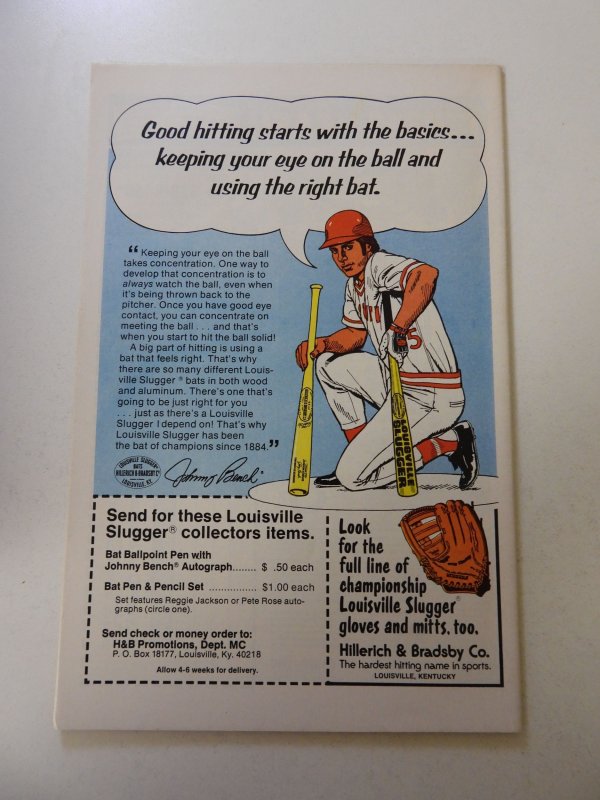 Good hitting starts with the basics...
keeping your eye on the ball and
using the right bat.
“ Keeping your eye on the ball
takes concentration. One way to
develop that concentration is to
always watch the ball, even when
it's being thrown back to the
pitcher. Once you have good eye
contact, you can concentrate on
meeting the ball . . . and that's
when you start to hit the ball solid!
A big part of hitting is using a
bat that feels right. That's why
there are so many different Louis-
ville Slugger® bats in both wood
and aluminum. There's one that's
going to be just right for you
. . . just as there's a Louisville
Slugger I depend on! That's why
Louisville Slugger has been
the bat of champions since 1884.”
LOUISVILLE SLUGGER®
BATS
HILLERICH & BRADSBY Co
LOUISVILLE, KY.
Johnny Bench®
5
LOUISVILLE
SLUGGER
Send for these Louisville
Slugger® collectors items.
Bat Ballpoint Pen with
Johnny Bench® Autograph....... $ .50 each
Bat Pen & Pencil Set ............... $1.00 each
Set features Reggie Jackson or Pete Rose auto-
graphs (circle one).
Send check or money order to:
H&B Promotions, Dept. MC
P. O. Box 18177, Louisville, Ky. 40218
Allow 4-6 weeks for delivery.
Look
for the
full line of
championship
Louisville Slugger®
gloves and mitts, too.
Hillerich & Bradsby Co.
The hardest hitting name in sports.
LOUISVILLE, KENTUCKY